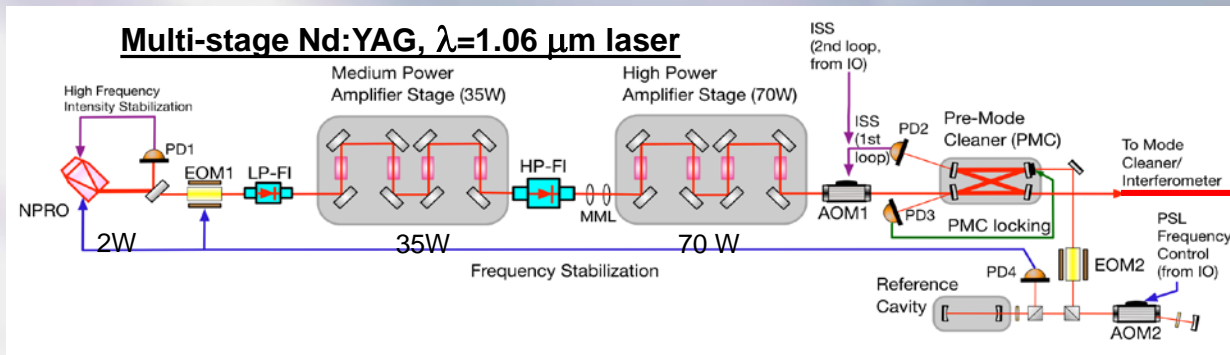 Multi-stage Nd:YAG, λ=1.06 μm laser
ISS
(2nd loop,
from IO)
Medium Power
Amplifier Stage (35W)
High Power
Amplifier Stage (70W)
High Frequency
Intensity Stabilization
PD1
EOM1
LP-FI
HP-FI
MML
NPRO
2W
35W
70 W
ISS
(1st
loop)
PD2
Pre-Mode
Cleaner (PMC)
To Mode
Cleaner/
Interferometer
AOM1
PD3
PMC locking
Frequency Stabilization
PD4
EOM2
PSL
Frequency
Control
(from IO)
Reference
Cavity
AOM2